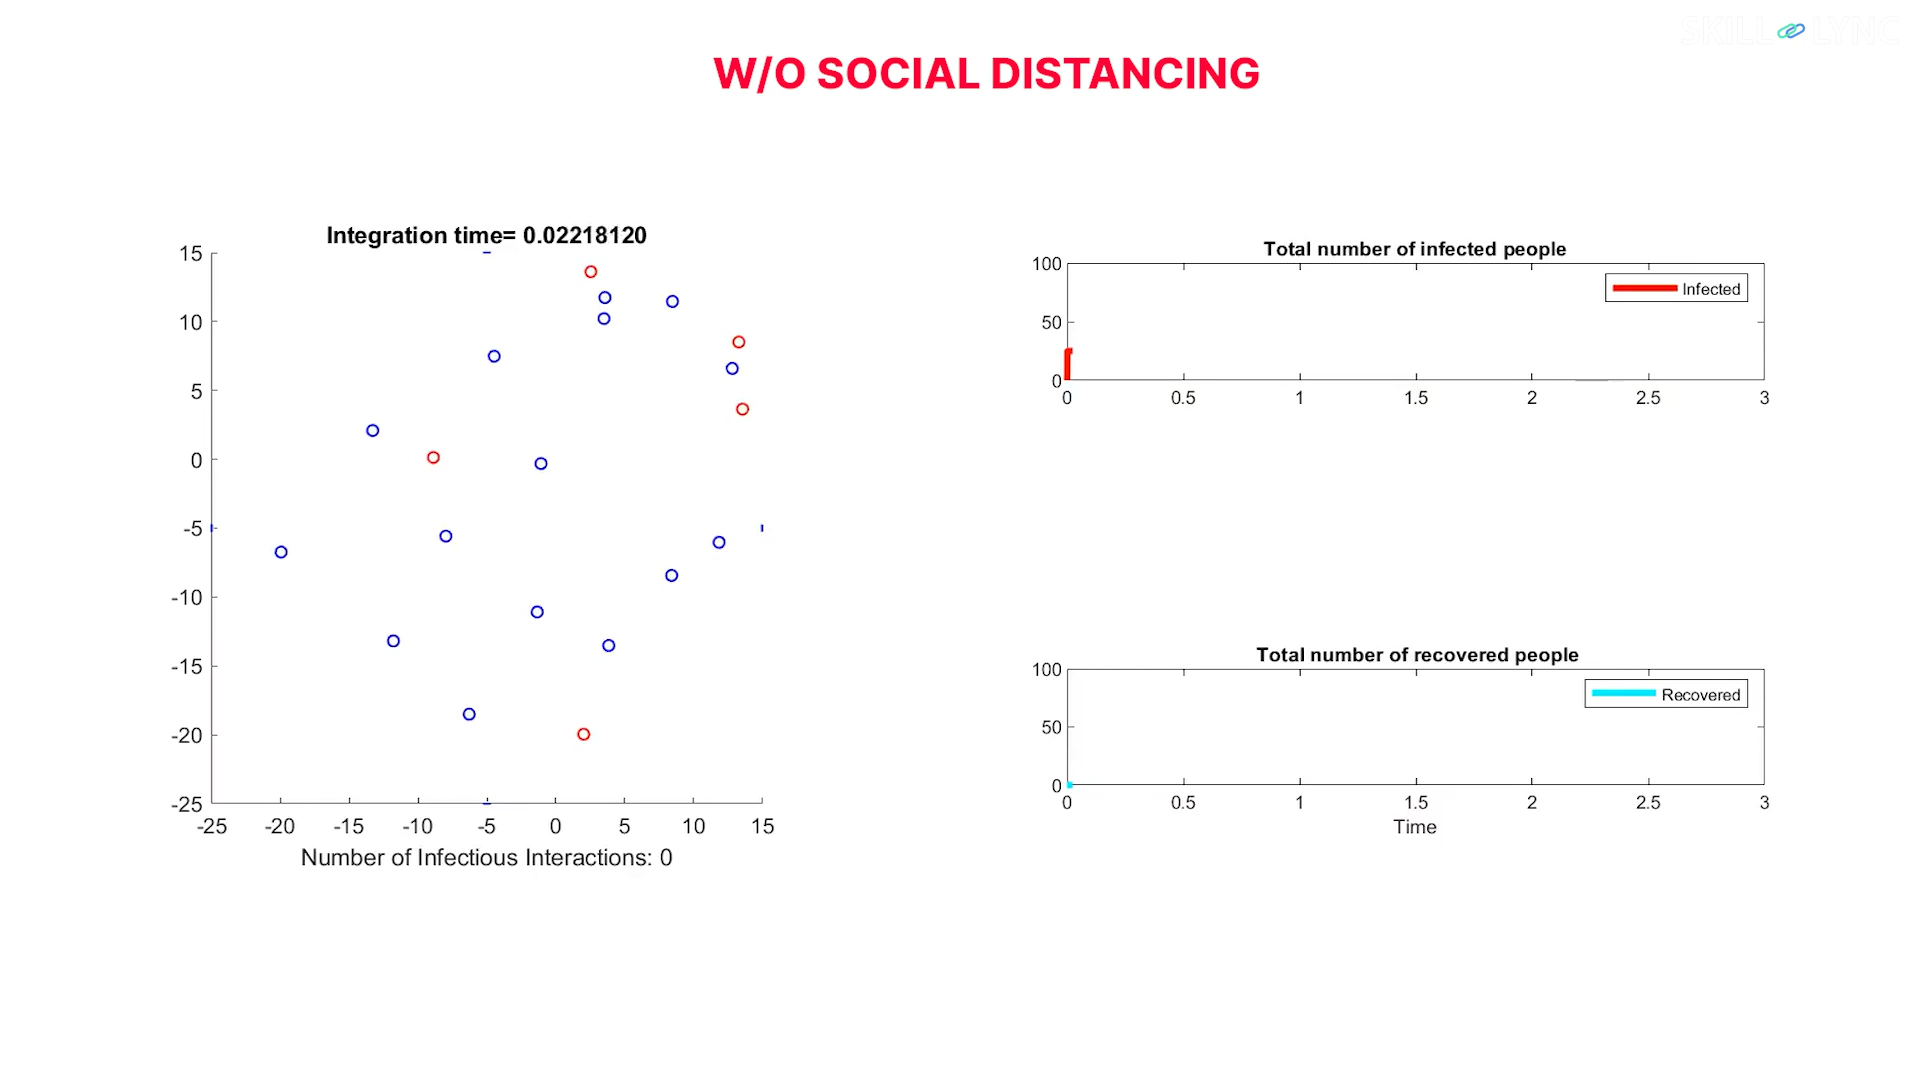 SKILL LYNC
W/O SOCIAL DISTANCING
Integration time= 0.02218120
15
10
5
0
-5
-10
-15
-20
-25
-25 -20 -15 -10 -5 0 5 10 15
Number of Infectious Interactions: 0
Total number of infected people
100
50
0
Infected
0 0.5 1 1.5 2 2.5 3
Total number of recovered people
100
50
0
Recovered
0 0.5 1 1.5 2 2.5 3
Time